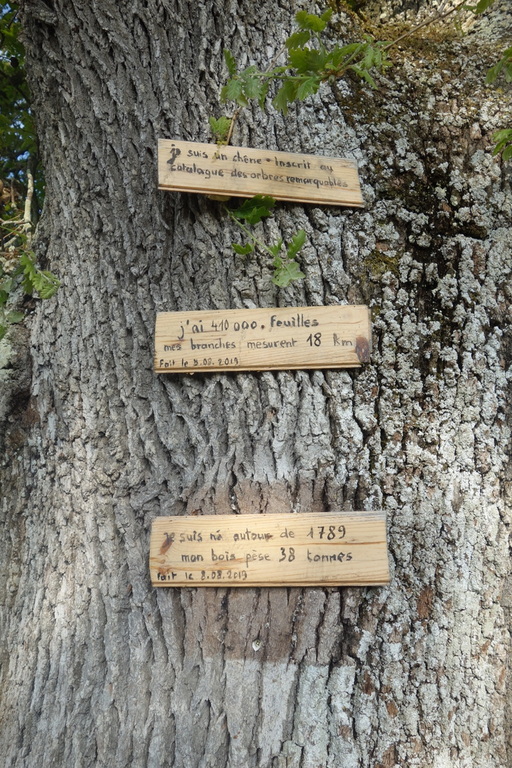 je suis un chêne - Inscrit au
Catalague des arbres remarquables
j'ai 410 000. Feuilles
mes branches mesurent 18 Km
Fait le 9.08.2019
je suis né autour de 1789
mon bois pèse 38 tonnes
Fait le 8.08.2019